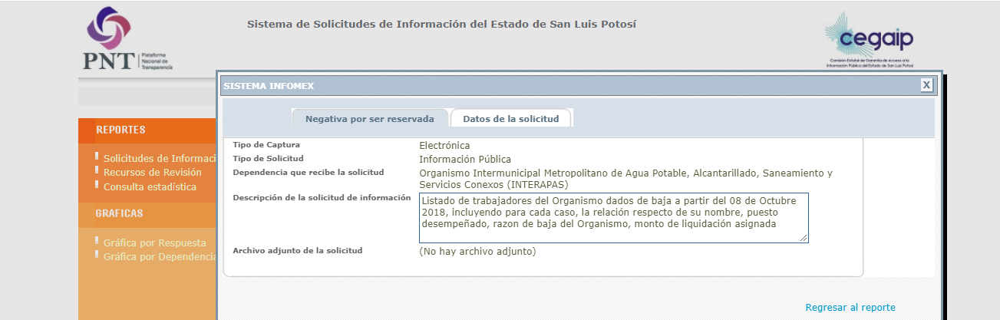 Sistema de Solicitudes de Información del Estado de San Luis Potosí
PNT
Plataforma
Nacional de
Transparencia
cegaip
Comisión Estatal de Garantía de Acceso a la
Información Pública del Estado de San Luis Potosí
SISTEMA INFOMEX
X
Negativa por ser reservada
Datos de la solicitud
REPORTES
Solicitudes de Informaci
Recursos de Revisión
Consulta estadística
GRAFICAS
Gráfica por Respuesta
Gráfica por Dependencia
Tipo de Captura
Electrónica
Tipo de Solicitud
Información Pública
Dependencia que recibe la solicitud
Organismo Intermunicipal Metropolitano de Agua Potable, Alcantarillado, Saneamiento y
Servicios Conexos (INTERAPAS)
Descripción de la solicitud de información
Listado de trabajadores del Organismo dados de baja a partir del 08 de Octubre
2018, incluyendo para cada caso, la relación respecto de su nombre, puesto
desempeñado, razon de baja del Organismo, monto de liquidación asignada
Archivo adjunto de la solicitud
(No hay archivo adjunto)
Regresar al reporte